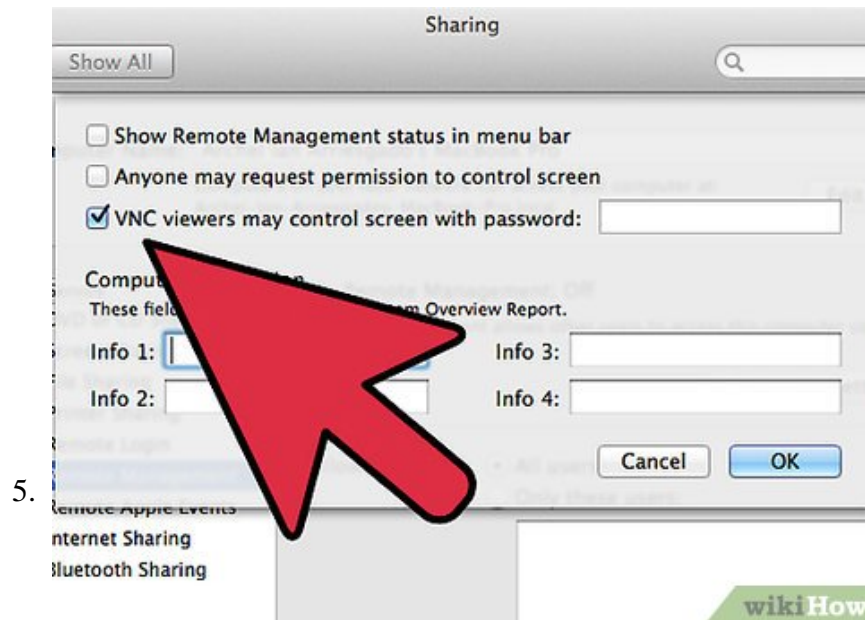 Sharing
Show All
Show Remote Management status in menu bar
Anyone may request permission to control screen
VNC viewers may control screen with password:
These Overview Report.
Info 1: Info 3:
Info 2: Info 4:
Cancel OK
5.
Remote Apple Events
Internet Sharing
Bluetooth Sharing
wikiHow